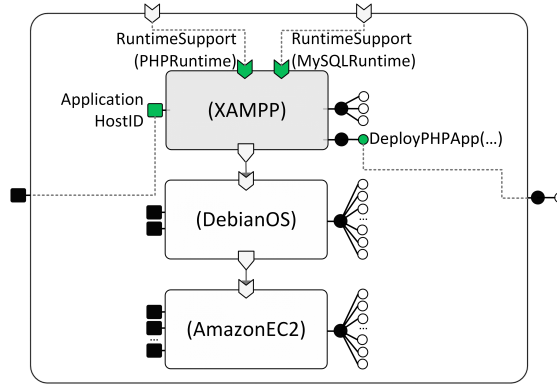 RuntimeSupport
(PHPRuntime)
RuntimeSupport
(MySQLRuntime)
Application
HostID
(XAMPP)
DeployPHPApp(...)
(DebianOS)
...
(AmazonEC2)
...
...